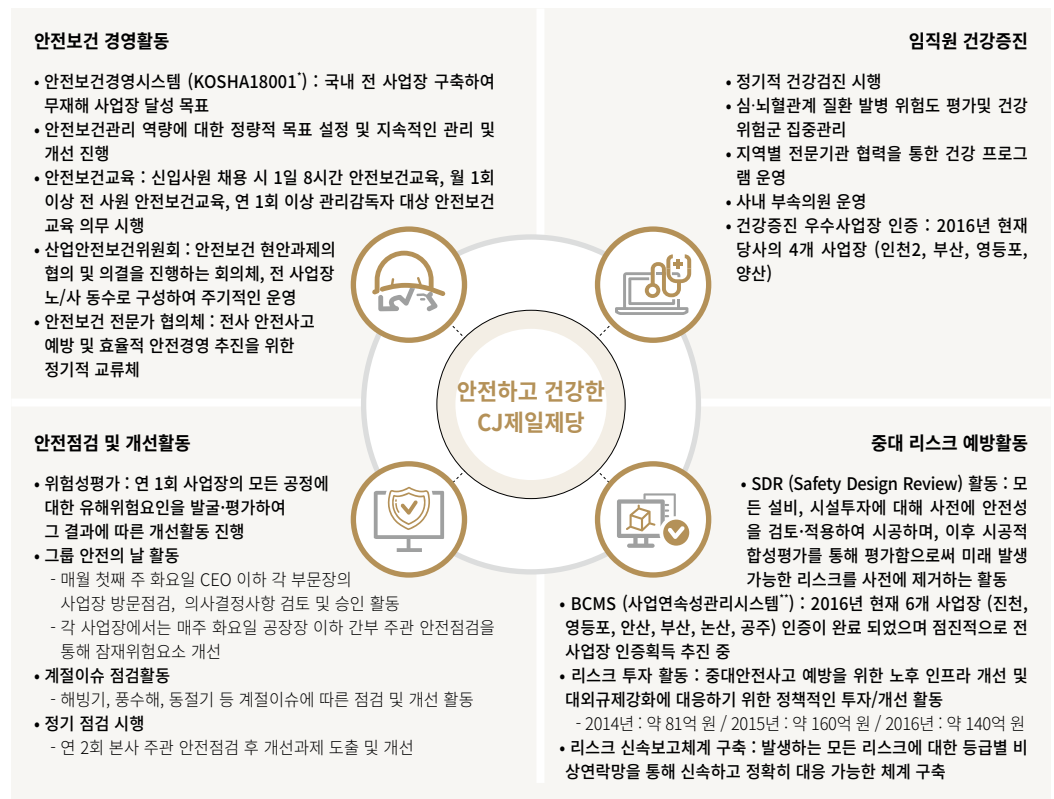 안전보건 경영활동
• 안전보건경영시스템 (KOSHA18001*) : 국내 전 사업장 구축하여
무재해 사업장 달성 목표
• 안전보건관리 역량에 대한 정량적 목표 설정 및 지속적인 관리 및
개선 진행
• 안전보건교육 : 신입사원 채용 시 1일 8시간 안전보건교육, 월 1회
이상 전 사원 안전보건교육, 연 1회 이상 관리감독자 대상 안전보건
교육 의무 시행
• 산업안전보건위원회 : 안전보건 현안과제의
협의 및 의결을 진행하는 회의체, 전 사업장
노/사 동수로 구성하여 주기적인 운영
• 안전보건 전문가 협의체 : 전사 안전사고
예방 및 효율적 안전경영 추진을 위한
정기적 교류체
임직원 건강증진
• 정기적 건강검진 시행
• 심·뇌혈관계 질환 발병 위험도 평가및 건강
위험군 집중관리
• 지역별 전문기관 협력을 통한 건강 프로그
램 운영
• 사내 부속의원 운영
• 건강증진 우수사업장 인증 : 2016년 현재
당사의 4개 사업장 (인천2, 부산, 영등포,
양산)
안전하고 건강한
CJ제일제당
안전점검 및 개선활동
• 위험성평가 : 연 1회 사업장의 모든 공정에
대한 유해위험요인을 발굴·평가하여
그 결과에 따른 개선활동 진행
• 그룹 안전의 날 활동
- 매월 첫째 주 화요일 CEO 이하 각 부문장의
사업장 방문점검, 의사결정사항 검토 및 승인 활동
- 각 사업장에서는 매주 화요일 공장장 이하 간부 주관 안전점검을
통해 잠재위험요소 개선
• 계절이슈 점검활동
- 해빙기, 풍수해, 동절기 등 계절이슈에 따른 점검 및 개선 활동
• 정기 점검 시행
- 연 2회 본사 주관 안전점검 후 개선과제 도출 및 개선
중대 리스크 예방활동
• SDR (Safety Design Review) 활동 : 모
든 설비, 시설투자에 대해 사전에 안전성
을 검토·적용하여 시공하며, 이후 시공적
합성평가를 통해 평가함으로써 미래 발생
가능한 리스크를 사전에 제거하는 활동
• BCMS (사업연속성관리시스템**) : 2016년 현재 6개 사업장 (진천,
영등포, 안산, 부산, 논산, 공주) 인증이 완료 되었으며 점진적으로 전
사업장 인증획득 추진 중
• 리스크 투자 활동 : 중대안전사고 예방을 위한 노후 인프라 개선 및
대외규제강화에 대응하기 위한 정책적인 투자/개선 활동
- 2014년 : 약 81억 원 / 2015년 : 약 160억 원 / 2016년 : 약 140억 원
• 리스크 신속보고체계 구축 : 발생하는 모든 리스크에 대한 등급별 비
상연락망을 통해 신속하고 정확히 대응 가능한 체계 구축